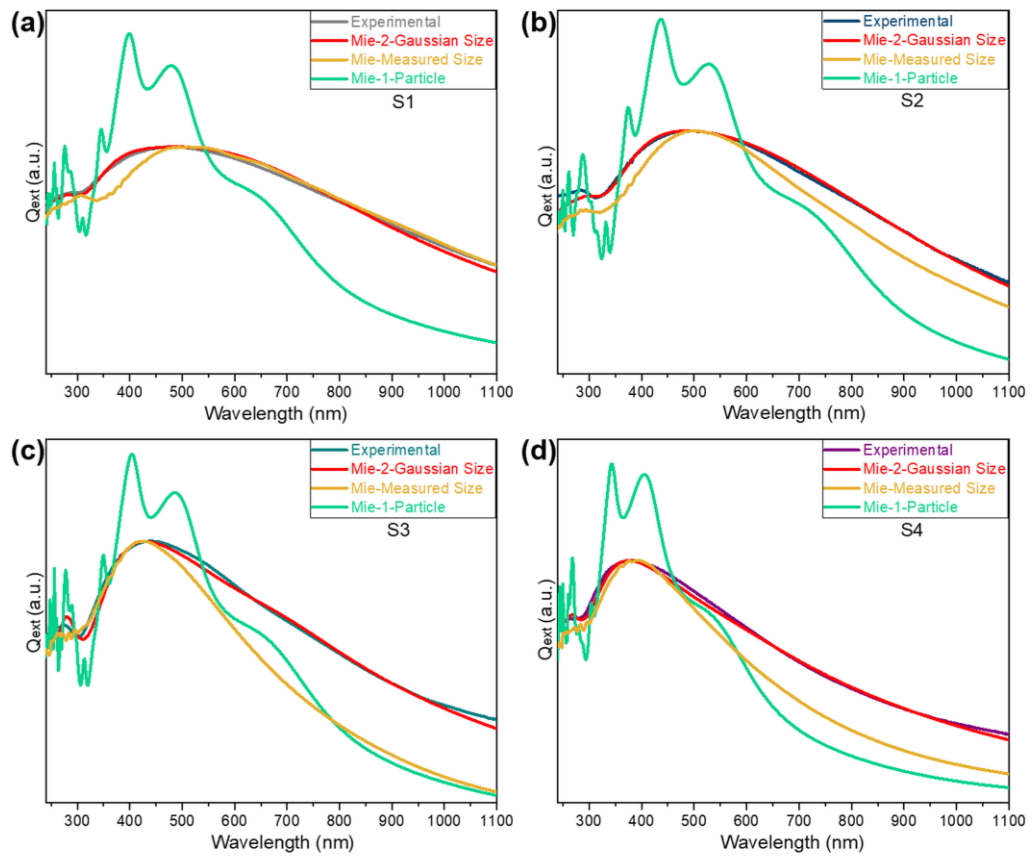 (a)
Experimental
Mie-2-Gaussian Size
Mie-Measured Size
Mie-1-Particle
S1
Qext (a.u.)
300 400 500 600 700 800 900 1000 1100
Wavelength (nm)
(b)
Experimental
Mie-2-Gaussian Size
Mie-Measured Size
Mie-1-Particle
S2
Qext (a.u.)
300 400 500 600 700 800 900 1000 1100
Wavelength (nm)
(c)
Experimental
Mie-2-Gaussian Size
Mie-Measured Size
Mie-1-Particle
S3
Qext (a.u.)
300 400 500 600 700 800 900 1000 1100
Wavelength (nm)
(d)
Experimental
Mie-2-Gaussian Size
Mie-Measured Size
Mie-1-Particle
S4
Qext (a.u.)
300 400 500 600 700 800 900 1000 1100
Wavelength (nm)